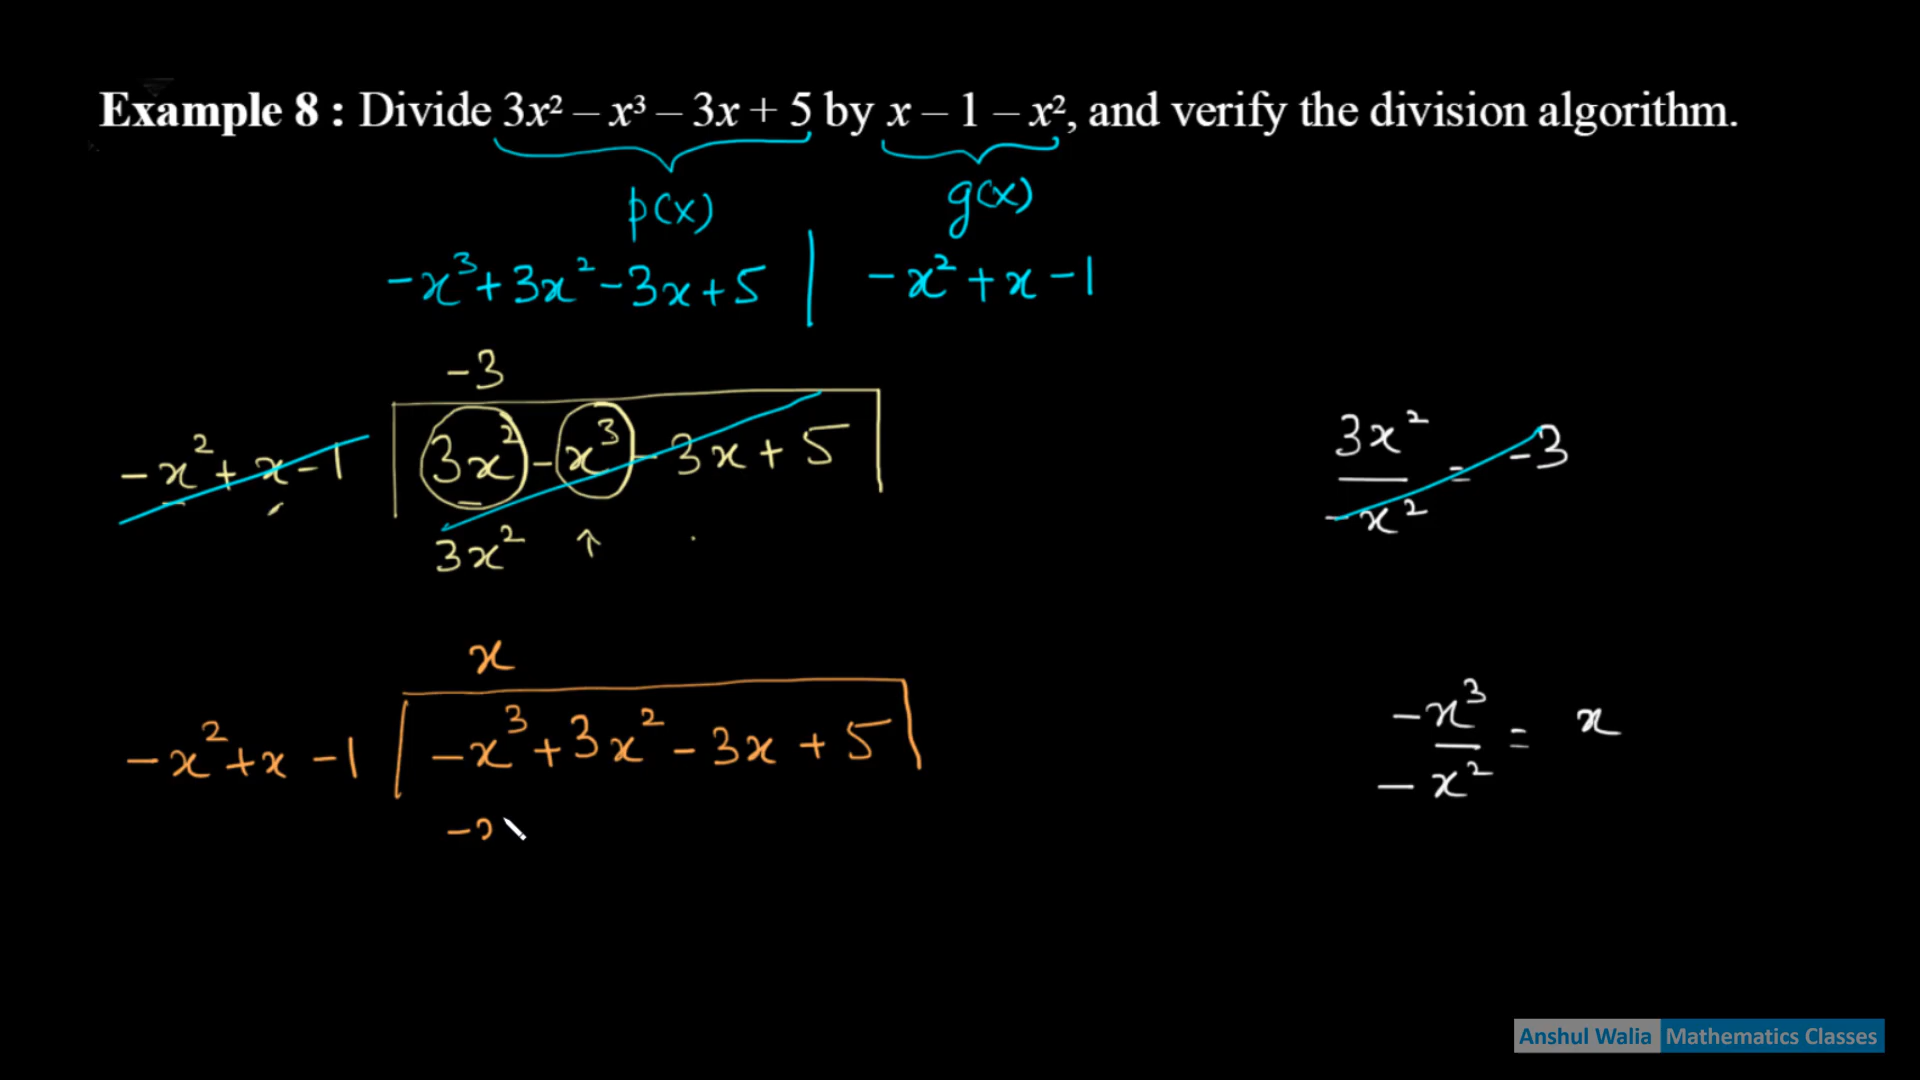 Example 8 : Divide 3x² – x³ – 3x + 5 by x – 1 – x², and verify the division algorithm.
p(x) g(x)
-x³+3x²-3x+5 | -x²+x-1
-3
-x²+x-1 3x²-x³-3x+5
3x² ↑
3x²/-x² = -3
x
-x²+x-1 -x³+3x²-3x+5
-x³/-x² = x
Anshul Walia Mathematics Classes